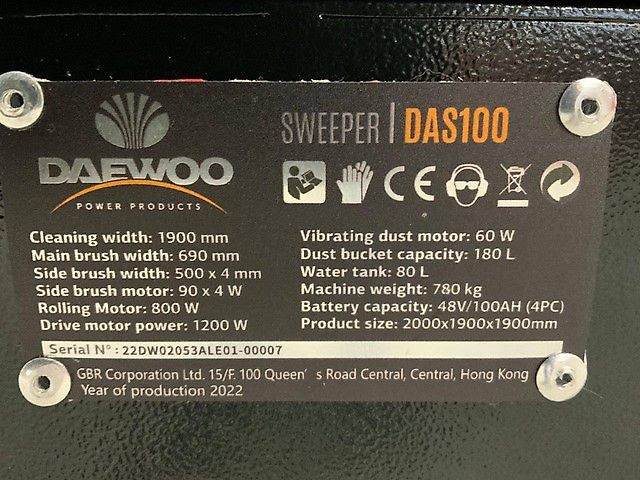 DAEWOO
POWER PRODUCTS
SWEEPER | DAS100
CE
Cleaning width: 1900 mm
Main brush width: 690 mm
Side brush width: 500 x 4 mm
Side brush motor: 90 x 4 W
Rolling Motor: 800 W
Drive motor power: 1200 W
Vibrating dust motor: 60 W
Dust bucket capacity: 180 L
Water tank: 80 L
Machine weight: 780 kg
Battery capacity: 48V/100AH (4PC)
Product size: 2000x1900x1900mm
Serial N° : 22DW02053ALE01-00007
GBR Corporation Ltd. 15/F. 100 Queen' s Road Central, Central, Hong Kong
Year of production 2022